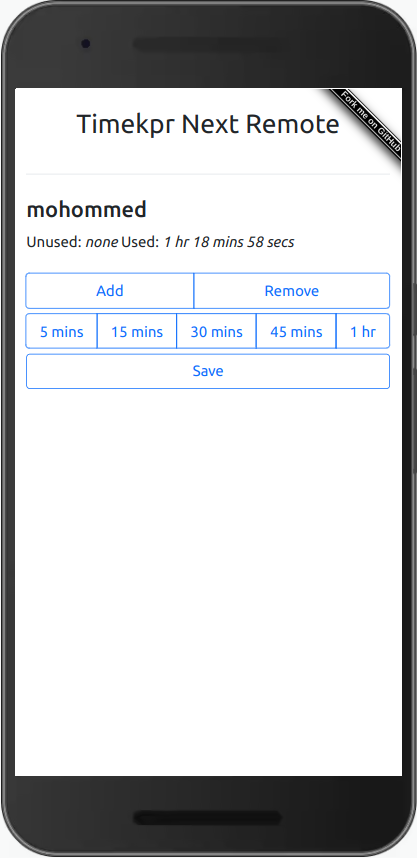 Fork me on GitHub
Timekpr Next Remote
mohommed
Unused: none Used: 1 hr 18 mins 58 secs
Add Remove
5 mins 15 mins 30 mins 45 mins 1 hr
Save